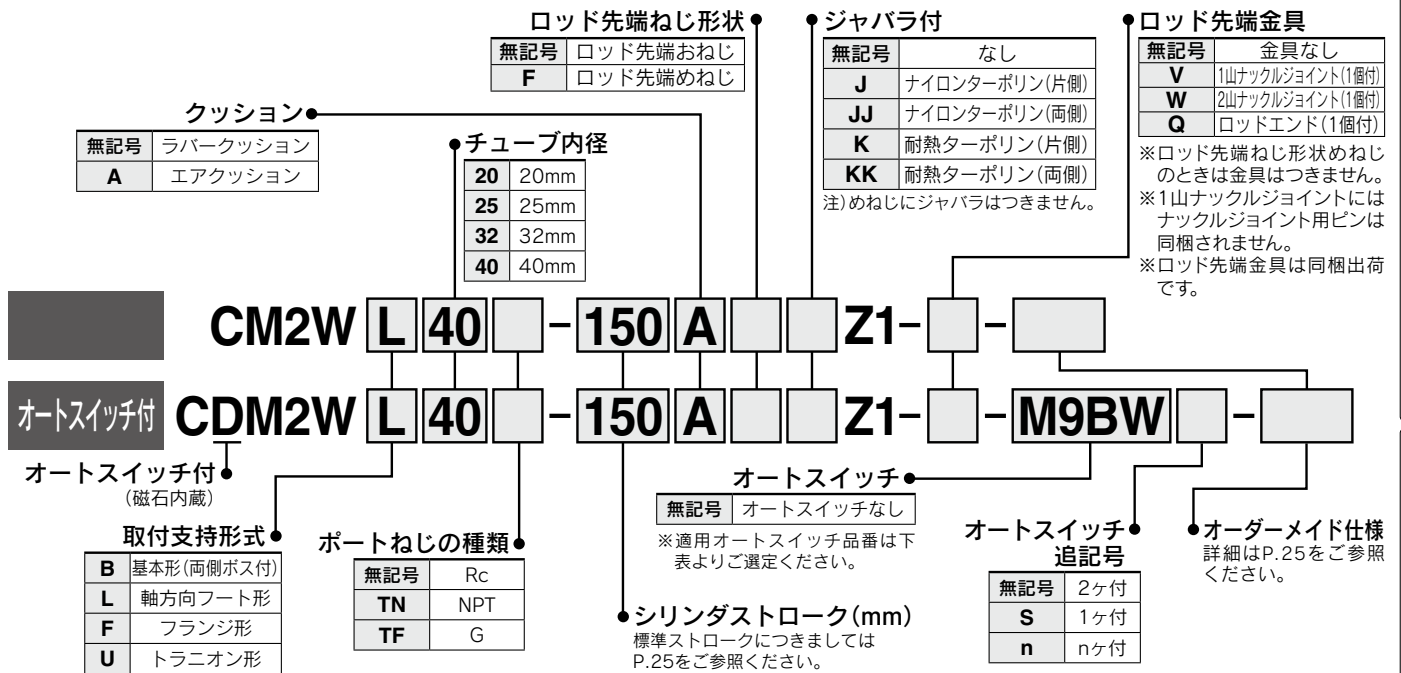 ロッド先端ねじ形状
無記号 ロッド先端おねじ
F ロッド先端めねじ
ジャバラ付
無記号 なし
J ナイロンターポリン(片側)
JJ ナイロンターポリン(両側)
K 耐熱ターポリン(片側)
KK 耐熱ターポリン(両側)
注)めねじにジャバラはつきません。
ロッド先端金具
無記号 金具なし
V 1山ナックルジョイント(1個付)
W 2山ナックルジョイント(1個付)
Q ロッドエンド(1個付)
※ロッド先端ねじ形状めねじ
のときは金具はつきません。
※1山ナックルジョイントには
ナックルジョイント用ピンは
同梱されません。
※ロッド先端金具は同梱出荷
です。
クッション
無記号 ラバークッション
A エアクッション
チューブ内径
20 20mm
25 25mm
32 32mm
40 40mm
CM2W L 40 - 150 A Z1- -
オートスイッチ付 CDM2W L 40 - 150 A Z1- - M9BW -
オートスイッチ付
(磁石内蔵)
取付支持形式
B 基本形(両側ボス付)
L 軸方向フート形
F フランジ形
U トラニオン形
ポートねじの種類
無記号 Rc
TN NPT
TF G
シリンダストローク(mm)
標準ストロークにつきましては
P.25をご参照ください。
オートスイッチ
無記号 オートスイッチなし
※適用オートスイッチ品番は下
表よりご選定ください。
オートスイッチ
追記号
無記号 2ヶ付
S 1ヶ付
n nヶ付
オーダーメイド仕様
詳細はP.25をご参照
ください。